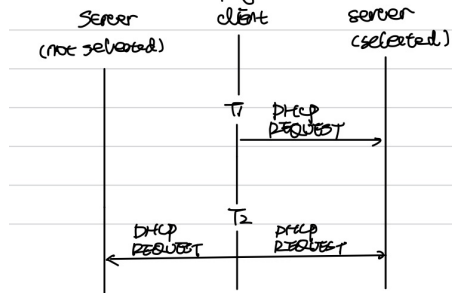 Server client server
(not selected) (selected)
T1 DHCP
REQUEST
T2
DHCP DHCP
REQUEST REQUEST